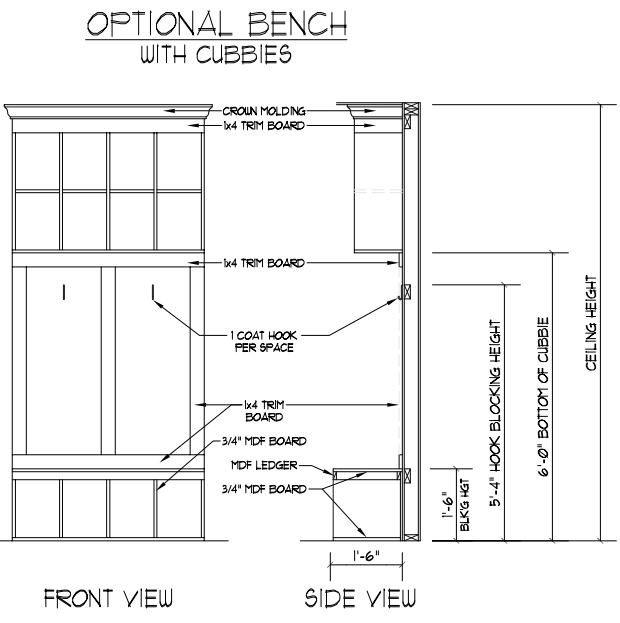 OPTIONAL BENCH
WITH CUBBIES
CROWN MOLDING
1x4 TRIM BOARD
1x4 TRIM BOARD
1 COAT HOOK
PER SPACE
1x4 TRIM
BOARD
3/4" MDF BOARD
MDF LEDGER
3/4" MDF BOARD
1'-6"
BLK'G HGT
5'-4" HOOK BLOCKING HEIGHT
6'-0" BOTTOM OF CUBBIE
CEILING HEIGHT
1'-6"
FRONT VIEW
SIDE VIEW